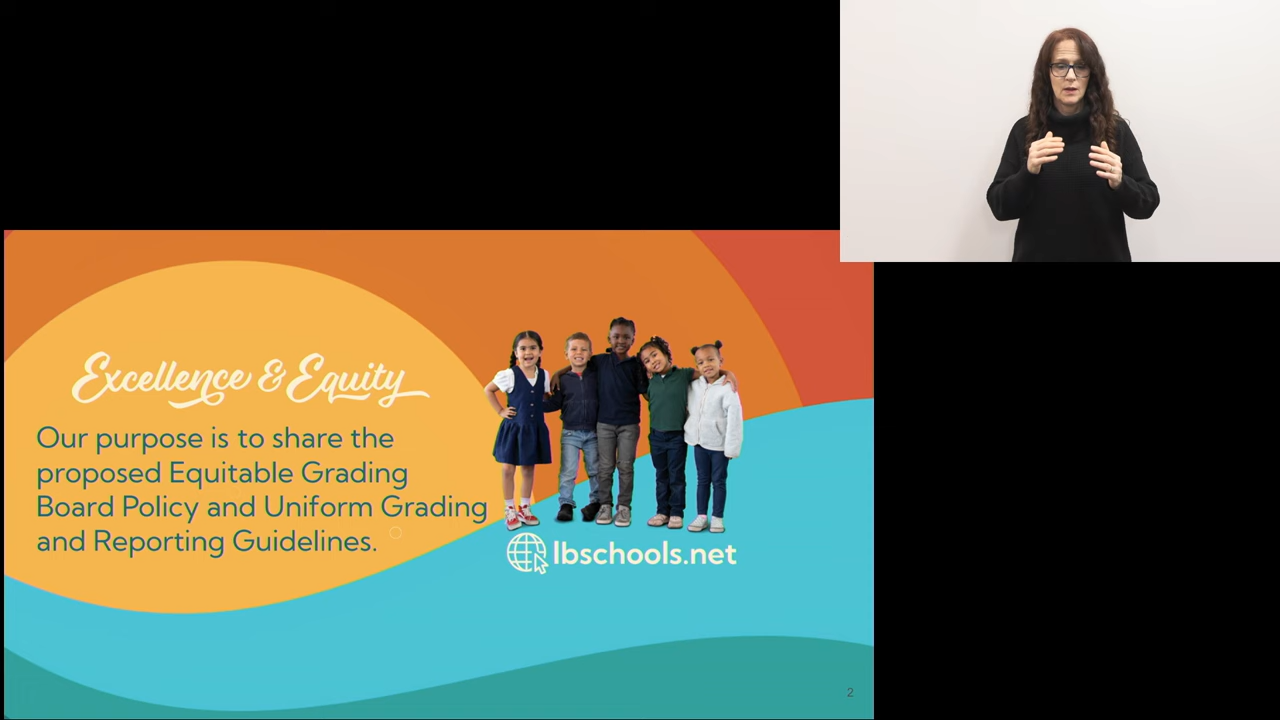 Excellence & Equity
Our purpose is to share the
proposed Equitable Grading
Board Policy and Uniform Grading
and Reporting Guidelines.
lbschools.net
2